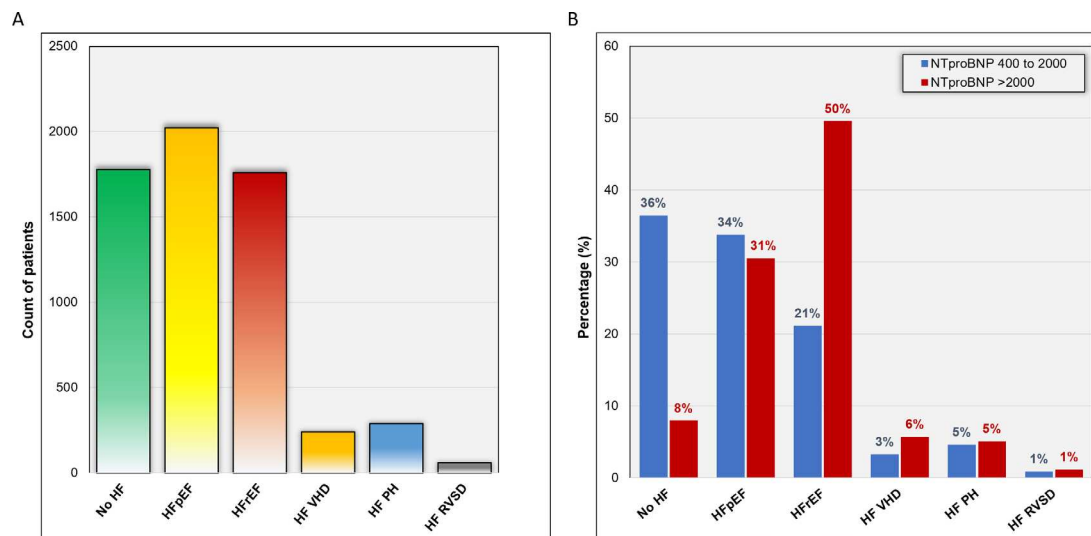 A
Count of patients
2500
2000
1500
1000
500
0
No HF
HFpEF
HFrEF
HF VHD
HF PH
HF RVSD
B
Percentage (%)
60
50
40
30
20
10
0
NTproBNP 400 to 2000
NTproBNP >2000
36%
8%
34%
31%
21%
50%
3%
6%
5%
5%
1%
1%
No HF
HFpEF
HFrEF
HF VHD
HF PH
HF RVSD